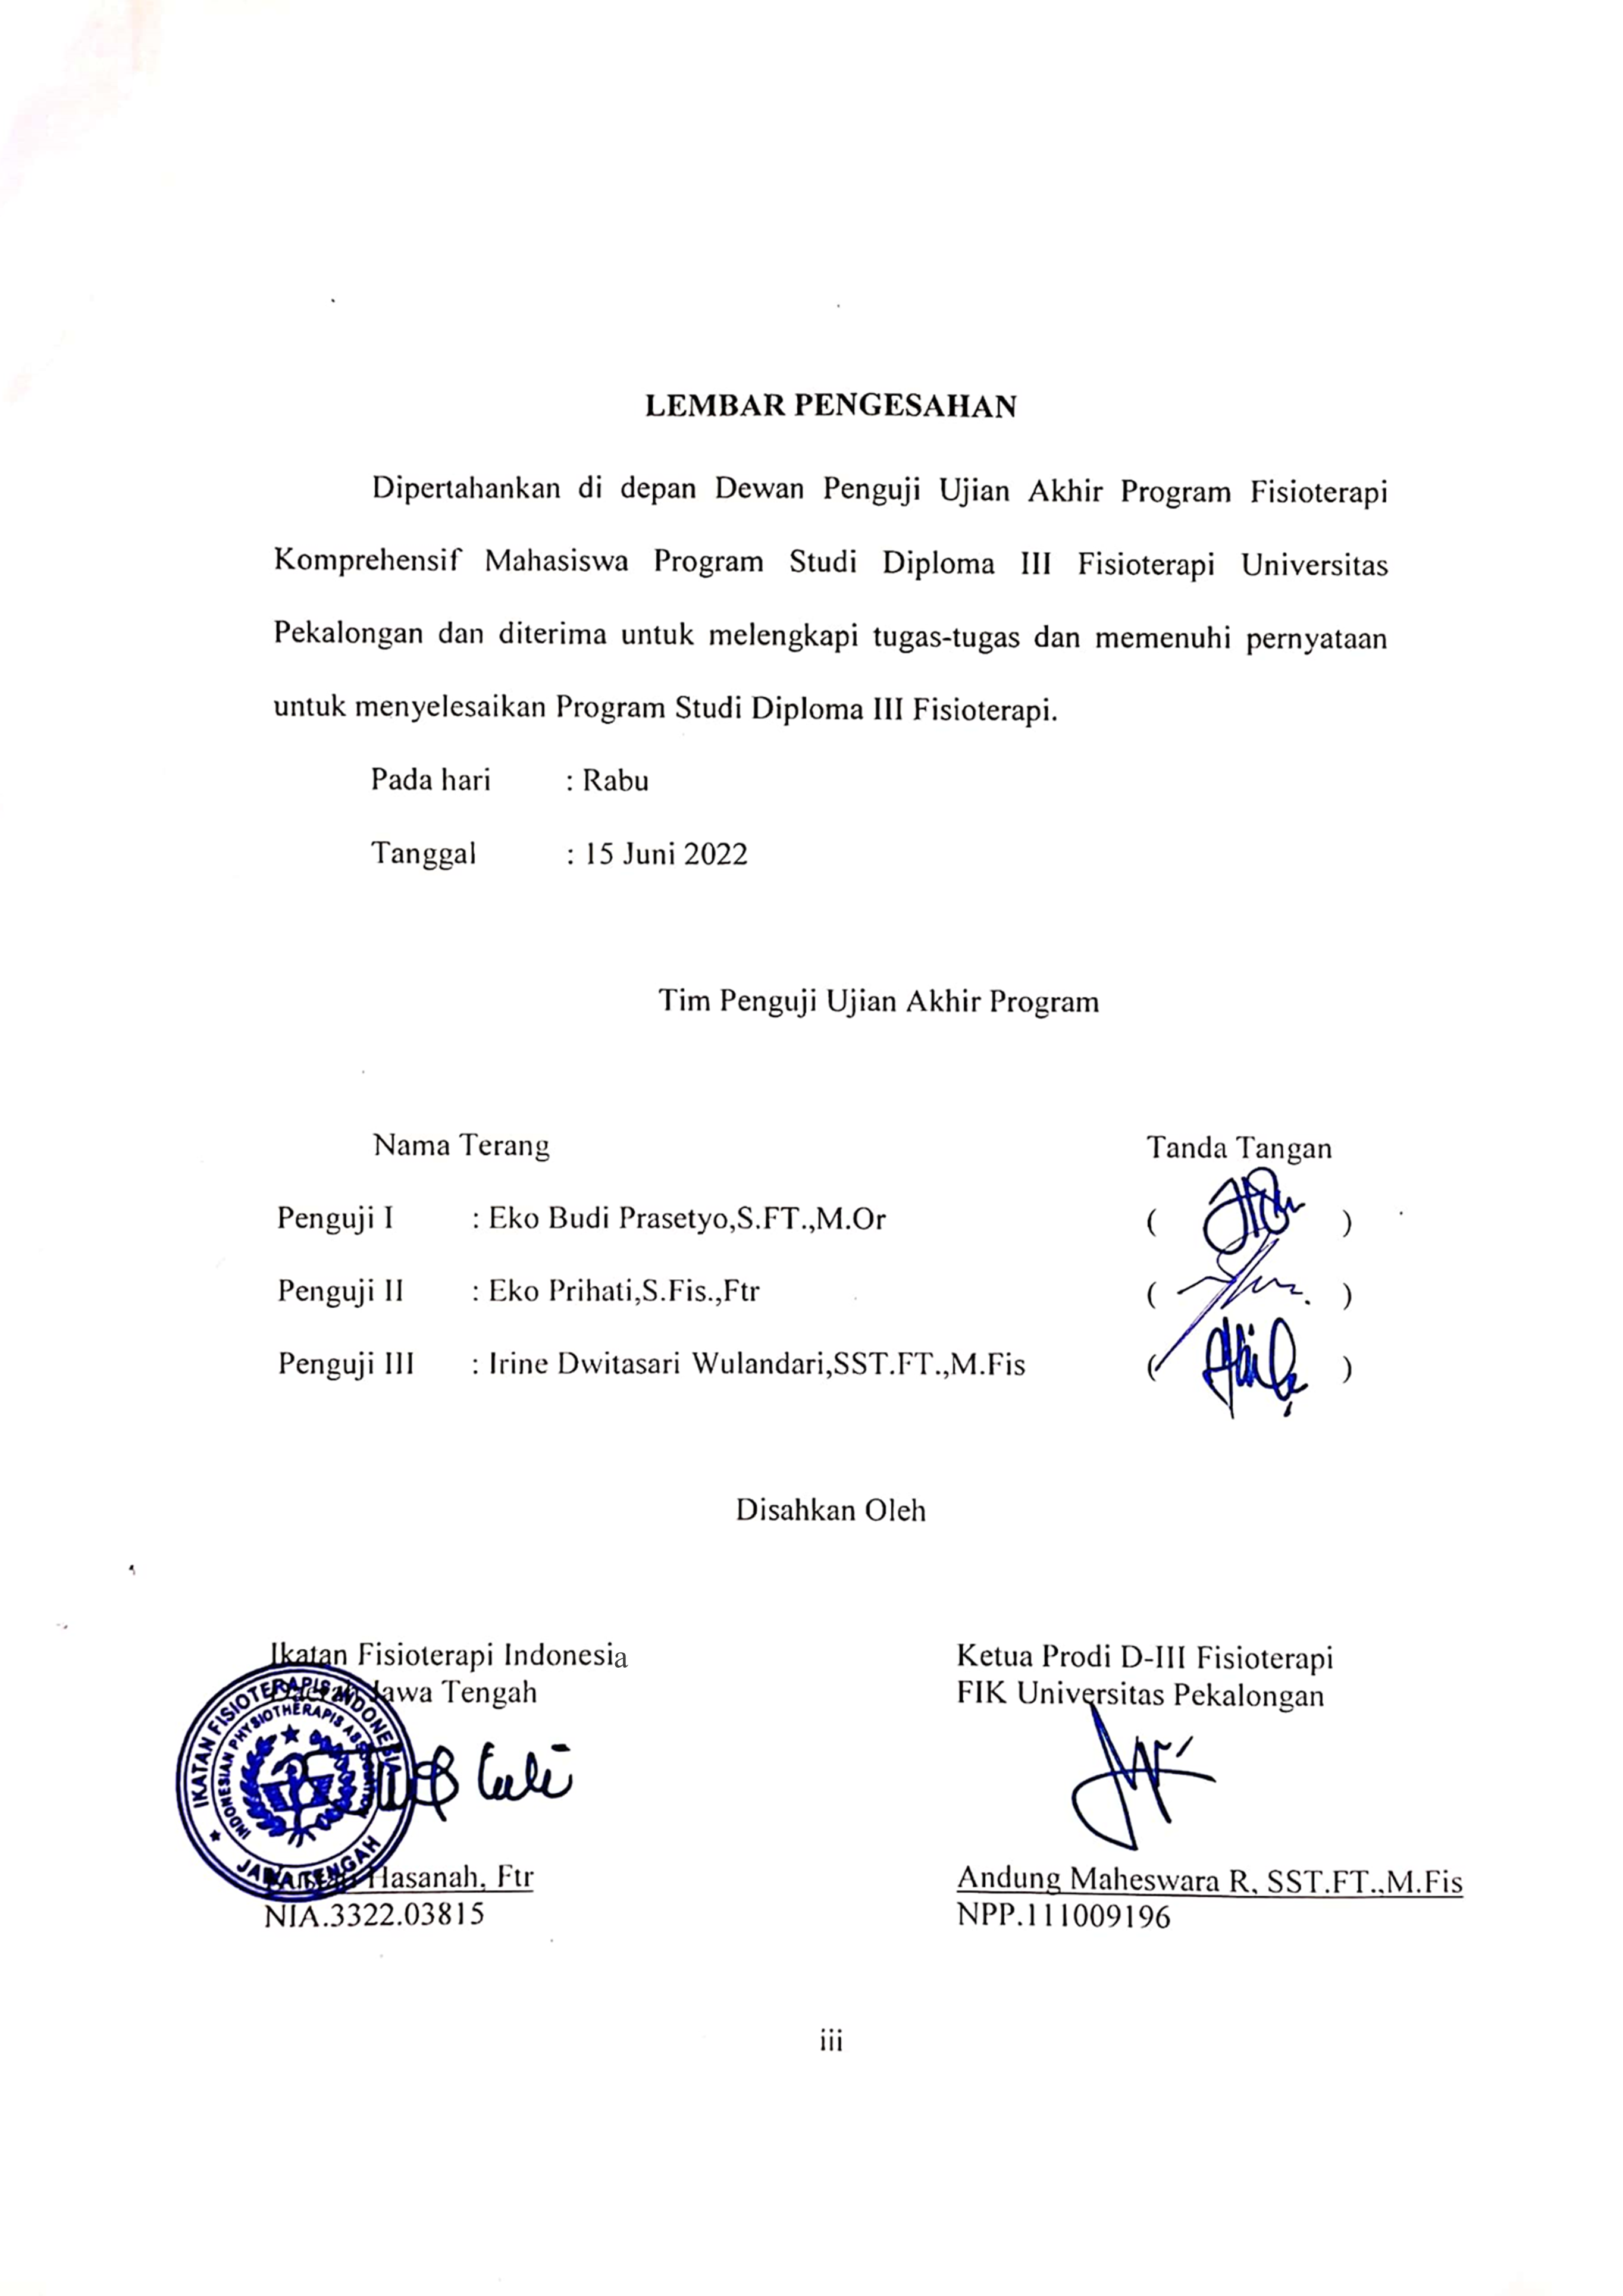 LEMBAR PENGESAHAN
Dipertahankan di depan Dewan Penguji Ujian Akhir Program Fisioterapi
Komprehensif Mahasiswa Program Studi Diploma III Fisioterapi Universitas
Pekalongan dan diterima untuk melengkapi tugas-tugas dan memenuhi pernyataan
untuk menyelesaikan Program Studi Diploma III Fisioterapi.
Pada hari : Rabu
Tanggal : 15 Juni 2022
Tim Penguji Ujian Akhir Program
Nama Terang Tanda Tangan
Penguji I : Eko Budi Prasetyo,S.FT.,M.Or ( )
Penguji II : Eko Prihati,S.Fis.,Ftr ( )
Penguji III : Irine Dwitasari Wulandari,SST.FT.,M.Fis ( )
Disahkan Oleh
Ikatan Fisioterapi Indonesia
Daerah Jawa Tengah
IKATAN FISIOTERAPIS INDONESIA
INDONESIAN PHYSIOTHERAPIS ASSOCIATION
JAWA TENGAH
Hasanah, Ftr
NIA.3322.03815
Ketua Prodi D-III Fisioterapi
FIK Universitas Pekalongan
Andung Maheswara R, SST.FT.,M.Fis
NPP.111009196
iii